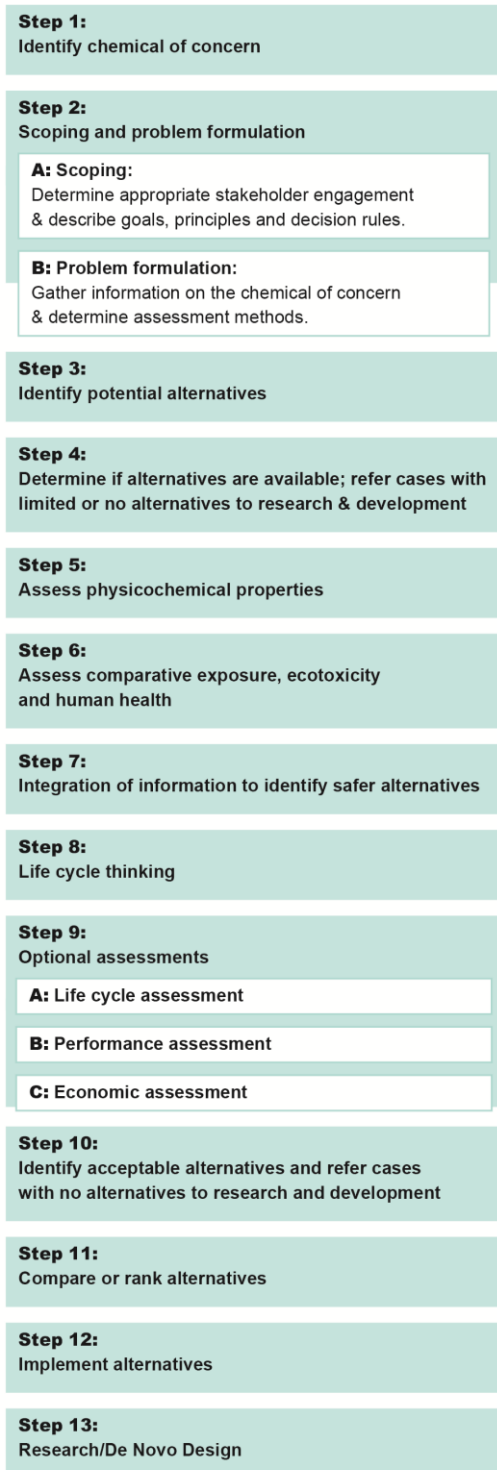 Step 1:
Identify chemical of concern
Step 2:
Scoping and problem formulation
A: Scoping:
Determine appropriate stakeholder engagement
& describe goals, principles and decision rules.
B: Problem formulation:
Gather information on the chemical of concern
& determine assessment methods.
Step 3:
Identify potential alternatives
Step 4:
Determine if alternatives are available; refer cases with
limited or no alternatives to research & development
Step 5:
Assess physicochemical properties
Step 6:
Assess comparative exposure, ecotoxicity
and human health
Step 7:
Integration of information to identify safer alternatives
Step 8:
Life cycle thinking
Step 9:
Optional assessments
A: Life cycle assessment
B: Performance assessment
C: Economic assessment
Step 10:
Identify acceptable alternatives and refer cases
with no alternatives to research and development
Step 11:
Compare or rank alternatives
Step 12:
Implement alternatives
Step 13:
Research/De Novo Design